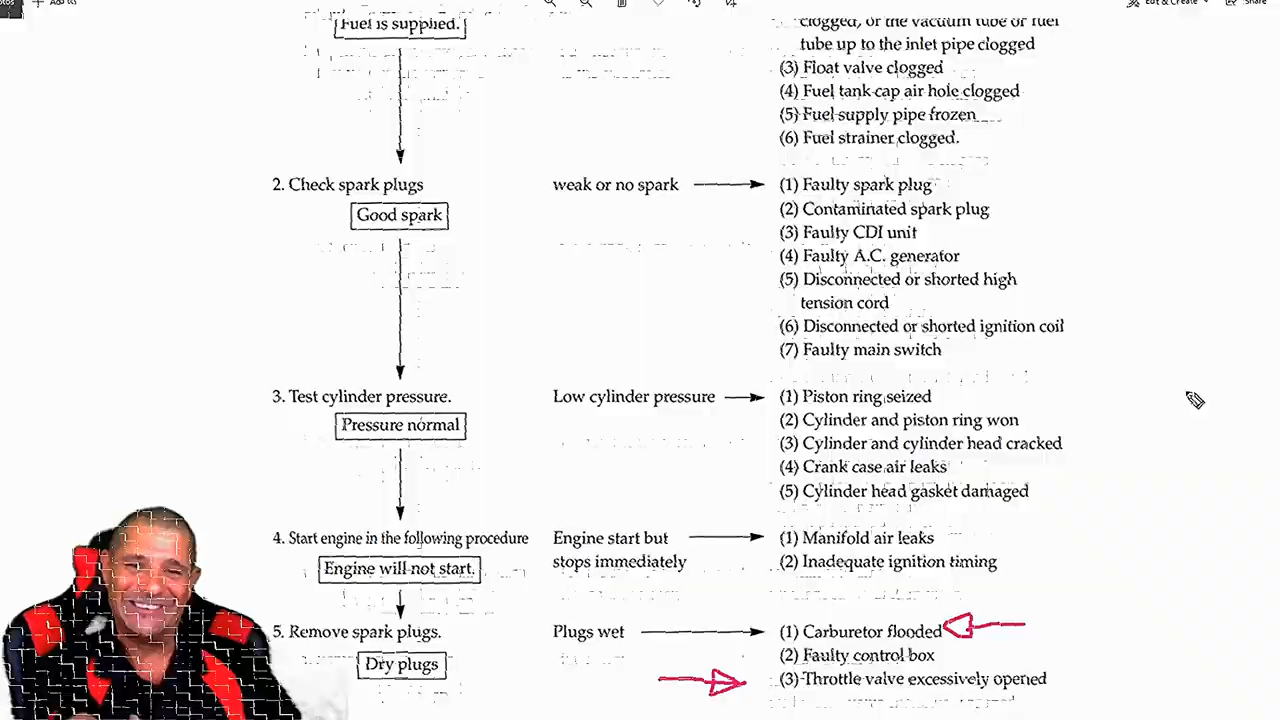 Edit & Create
Share
Fuel is supplied.
clogged, or the vacuum tube or fuel
tube up to the inlet pipe clogged
(3) Float valve clogged
(4) Fuel tank cap air hole clogged
(5) Fuel supply pipe frozen
(6) Fuel strainer clogged.
2. Check spark plugs
weak or no spark
(1) Faulty spark plug
Good spark
(2) Contaminated spark plug
(3) Faulty CDI unit
(4) Faulty A.C. generator
(5) Disconnected or shorted high
tension cord
(6) Disconnected or shorted ignition coil
(7) Faulty main switch
3. Test cylinder pressure.
Low cylinder pressure
(1) Piston ring seized
Pressure normal
(2) Cylinder and piston ring won
(3) Cylinder and cylinder head cracked
(4) Crank case air leaks
(5) Cylinder head gasket damaged
4. Start engine in the following procedure
Engine start but
stops immediately
(1) Manifold air leaks
Engine will not start.
(2) Inadequate ignition timing
5. Remove spark plugs.
Plugs wet
(1) Carburetor flooded
Dry plugs
(2) Faulty control box
(3) Throttle valve excessively opened